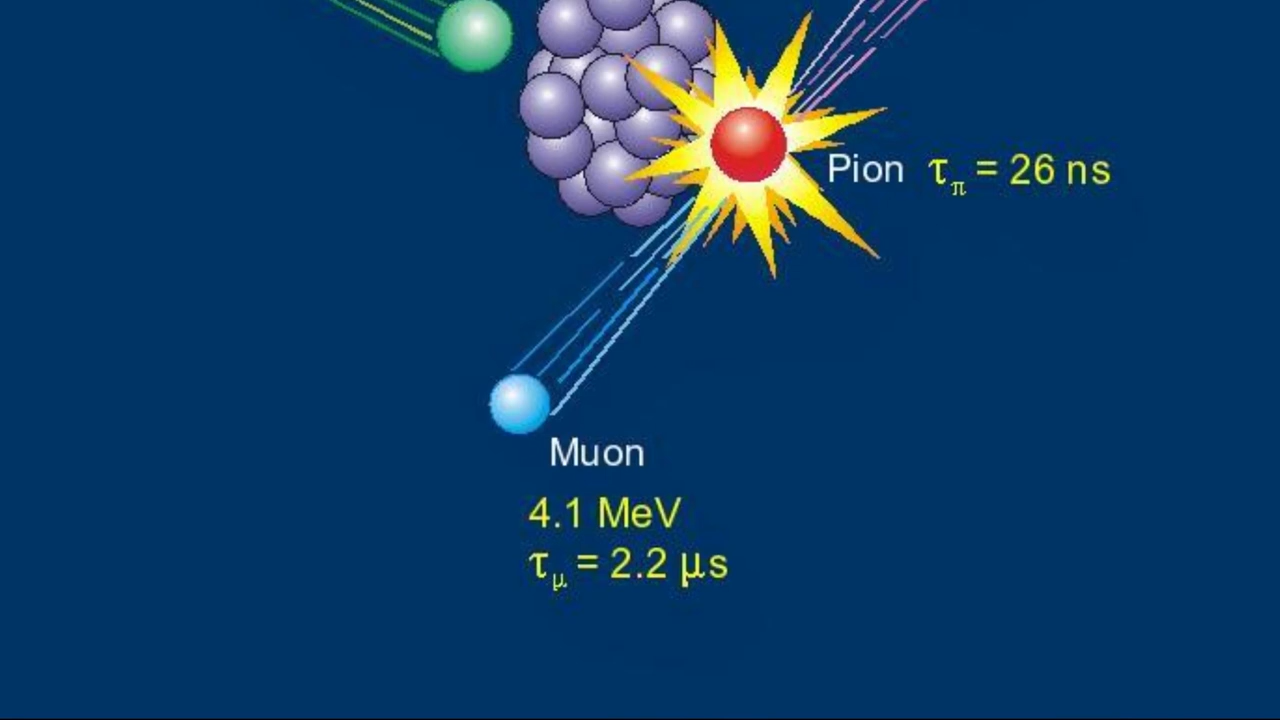 Pion τπ = 26 ns
Muon
4.1 MeV
τμ = 2.2 μs